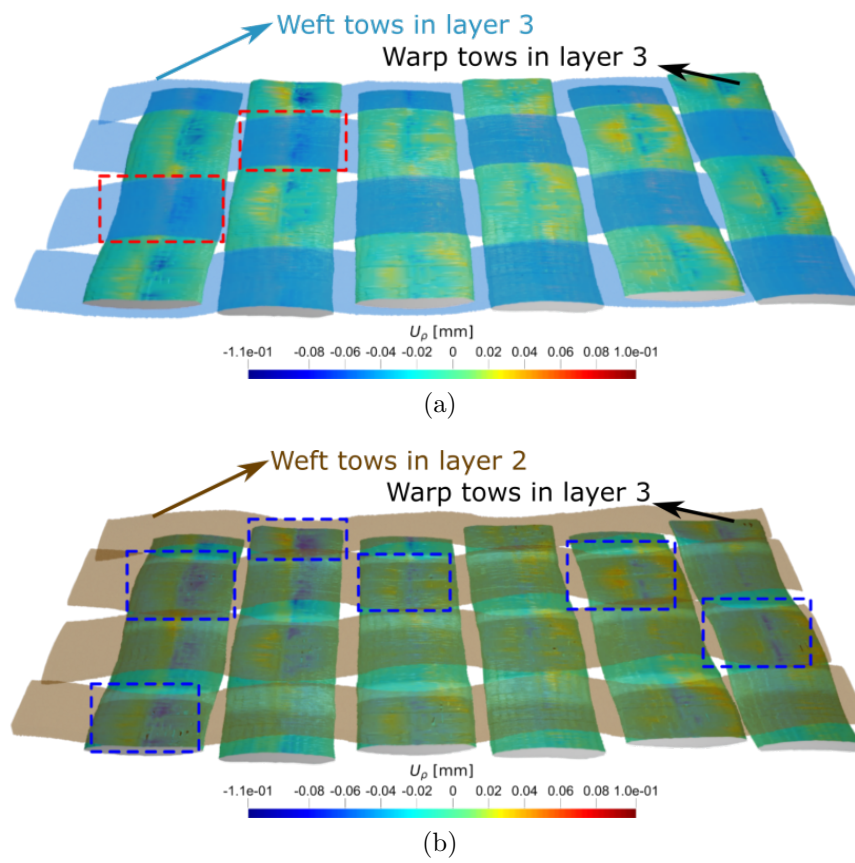 Weft tows in layer 3
Warp tows in layer 3
Uρ [mm]
-1.1e-01 -0.08 -0.06 -0.04 -0.02 0 0.02 0.04 0.06 0.08 1.0e-01
(a)
Weft tows in layer 2
Warp tows in layer 3
Uρ [mm]
-1.1e-01 -0.08 -0.06 -0.04 -0.02 0 0.02 0.04 0.06 0.08 1.0e-01
(b)